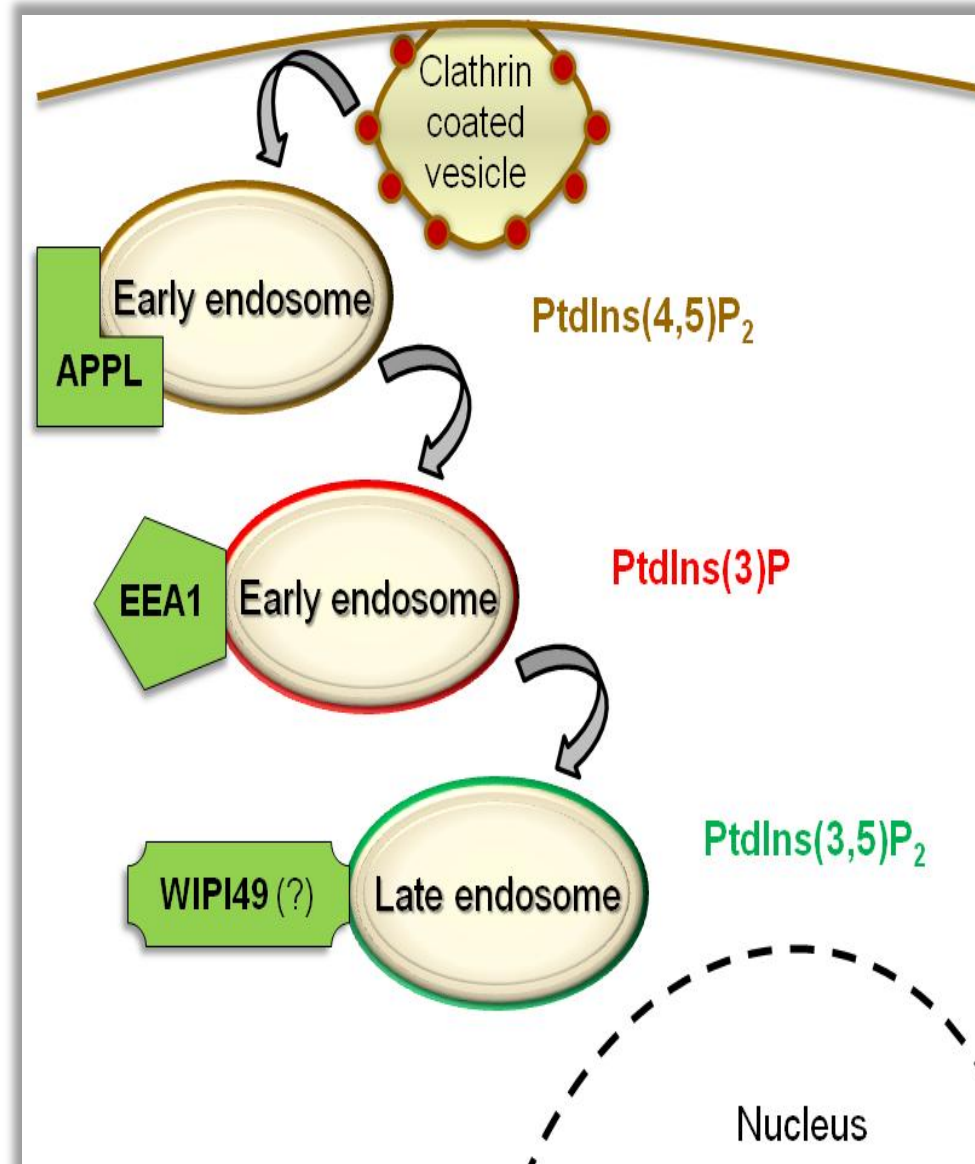 Clathrin
coated
vesicle
Early endosome
PtdIns(4,5)P₂
APPL
PtdIns(3)P
EEA1
Early endosome
PtdIns(3,5)P₂
WIPI49 (?)
Late endosome
Nucleus